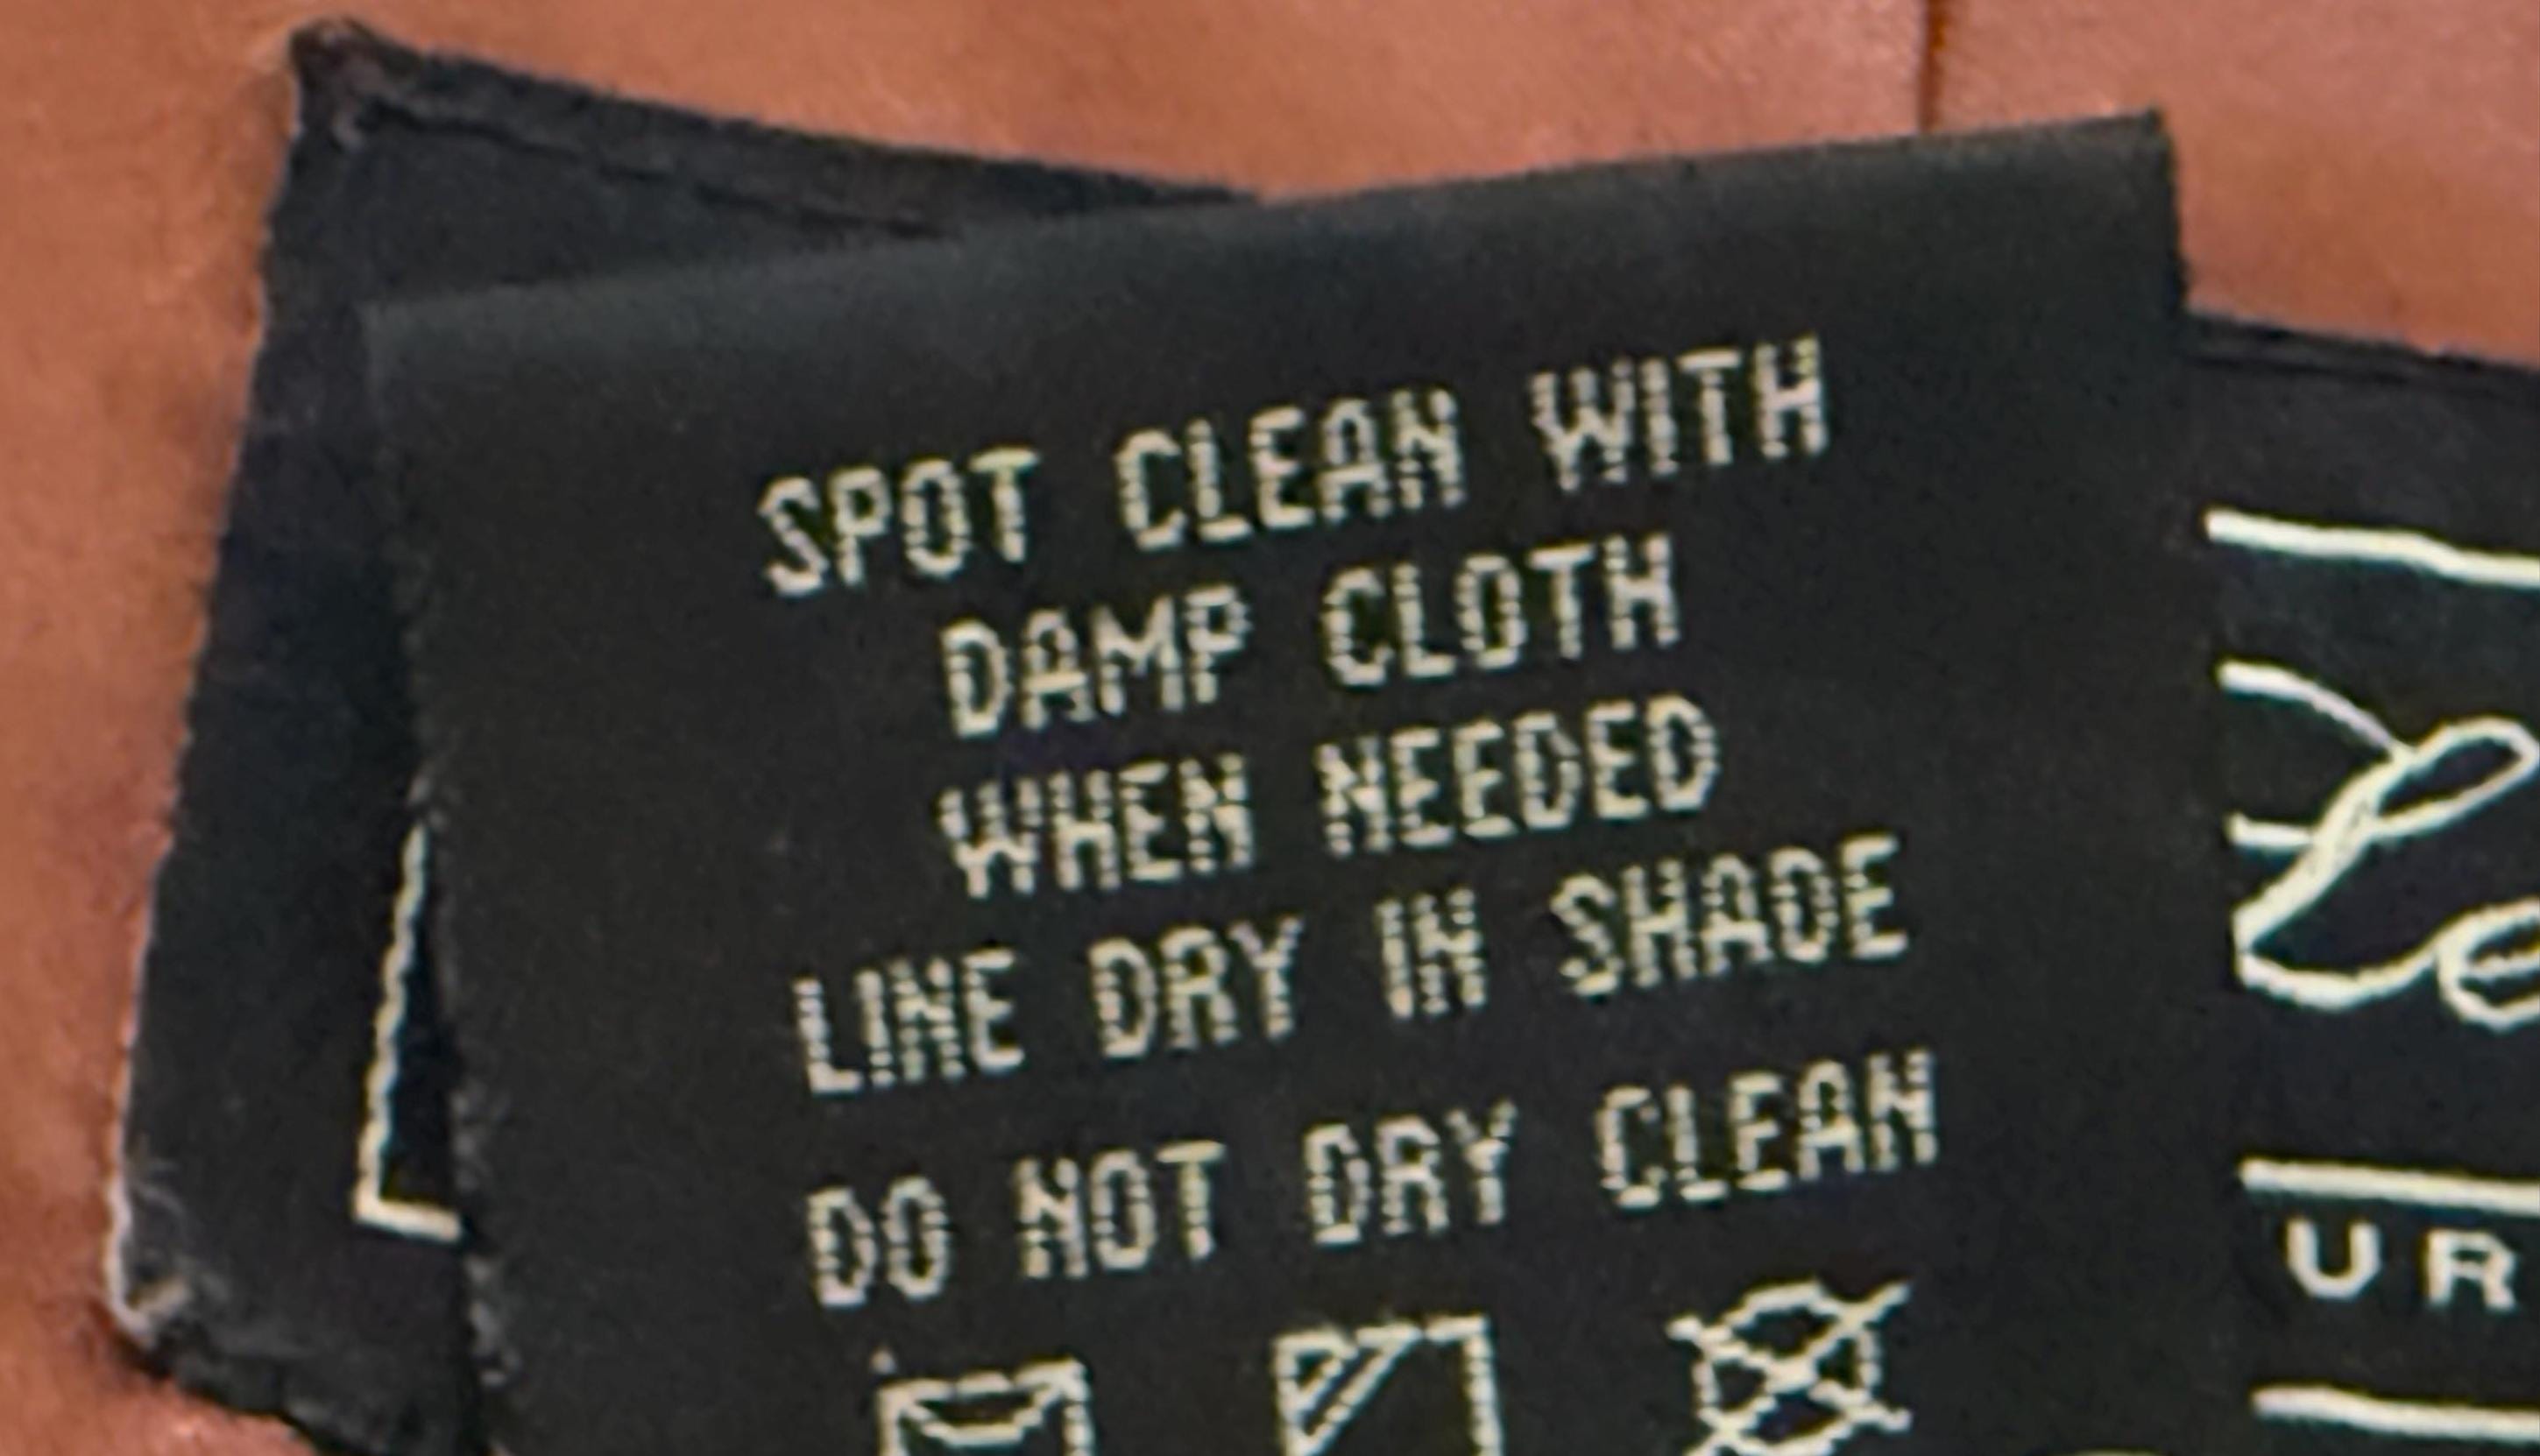 SPOT CLEAN WITH
DAMP CLOTH
WHEN NEEDED
LINE DRY IN SHADE
DO NOT DRY CLEAN